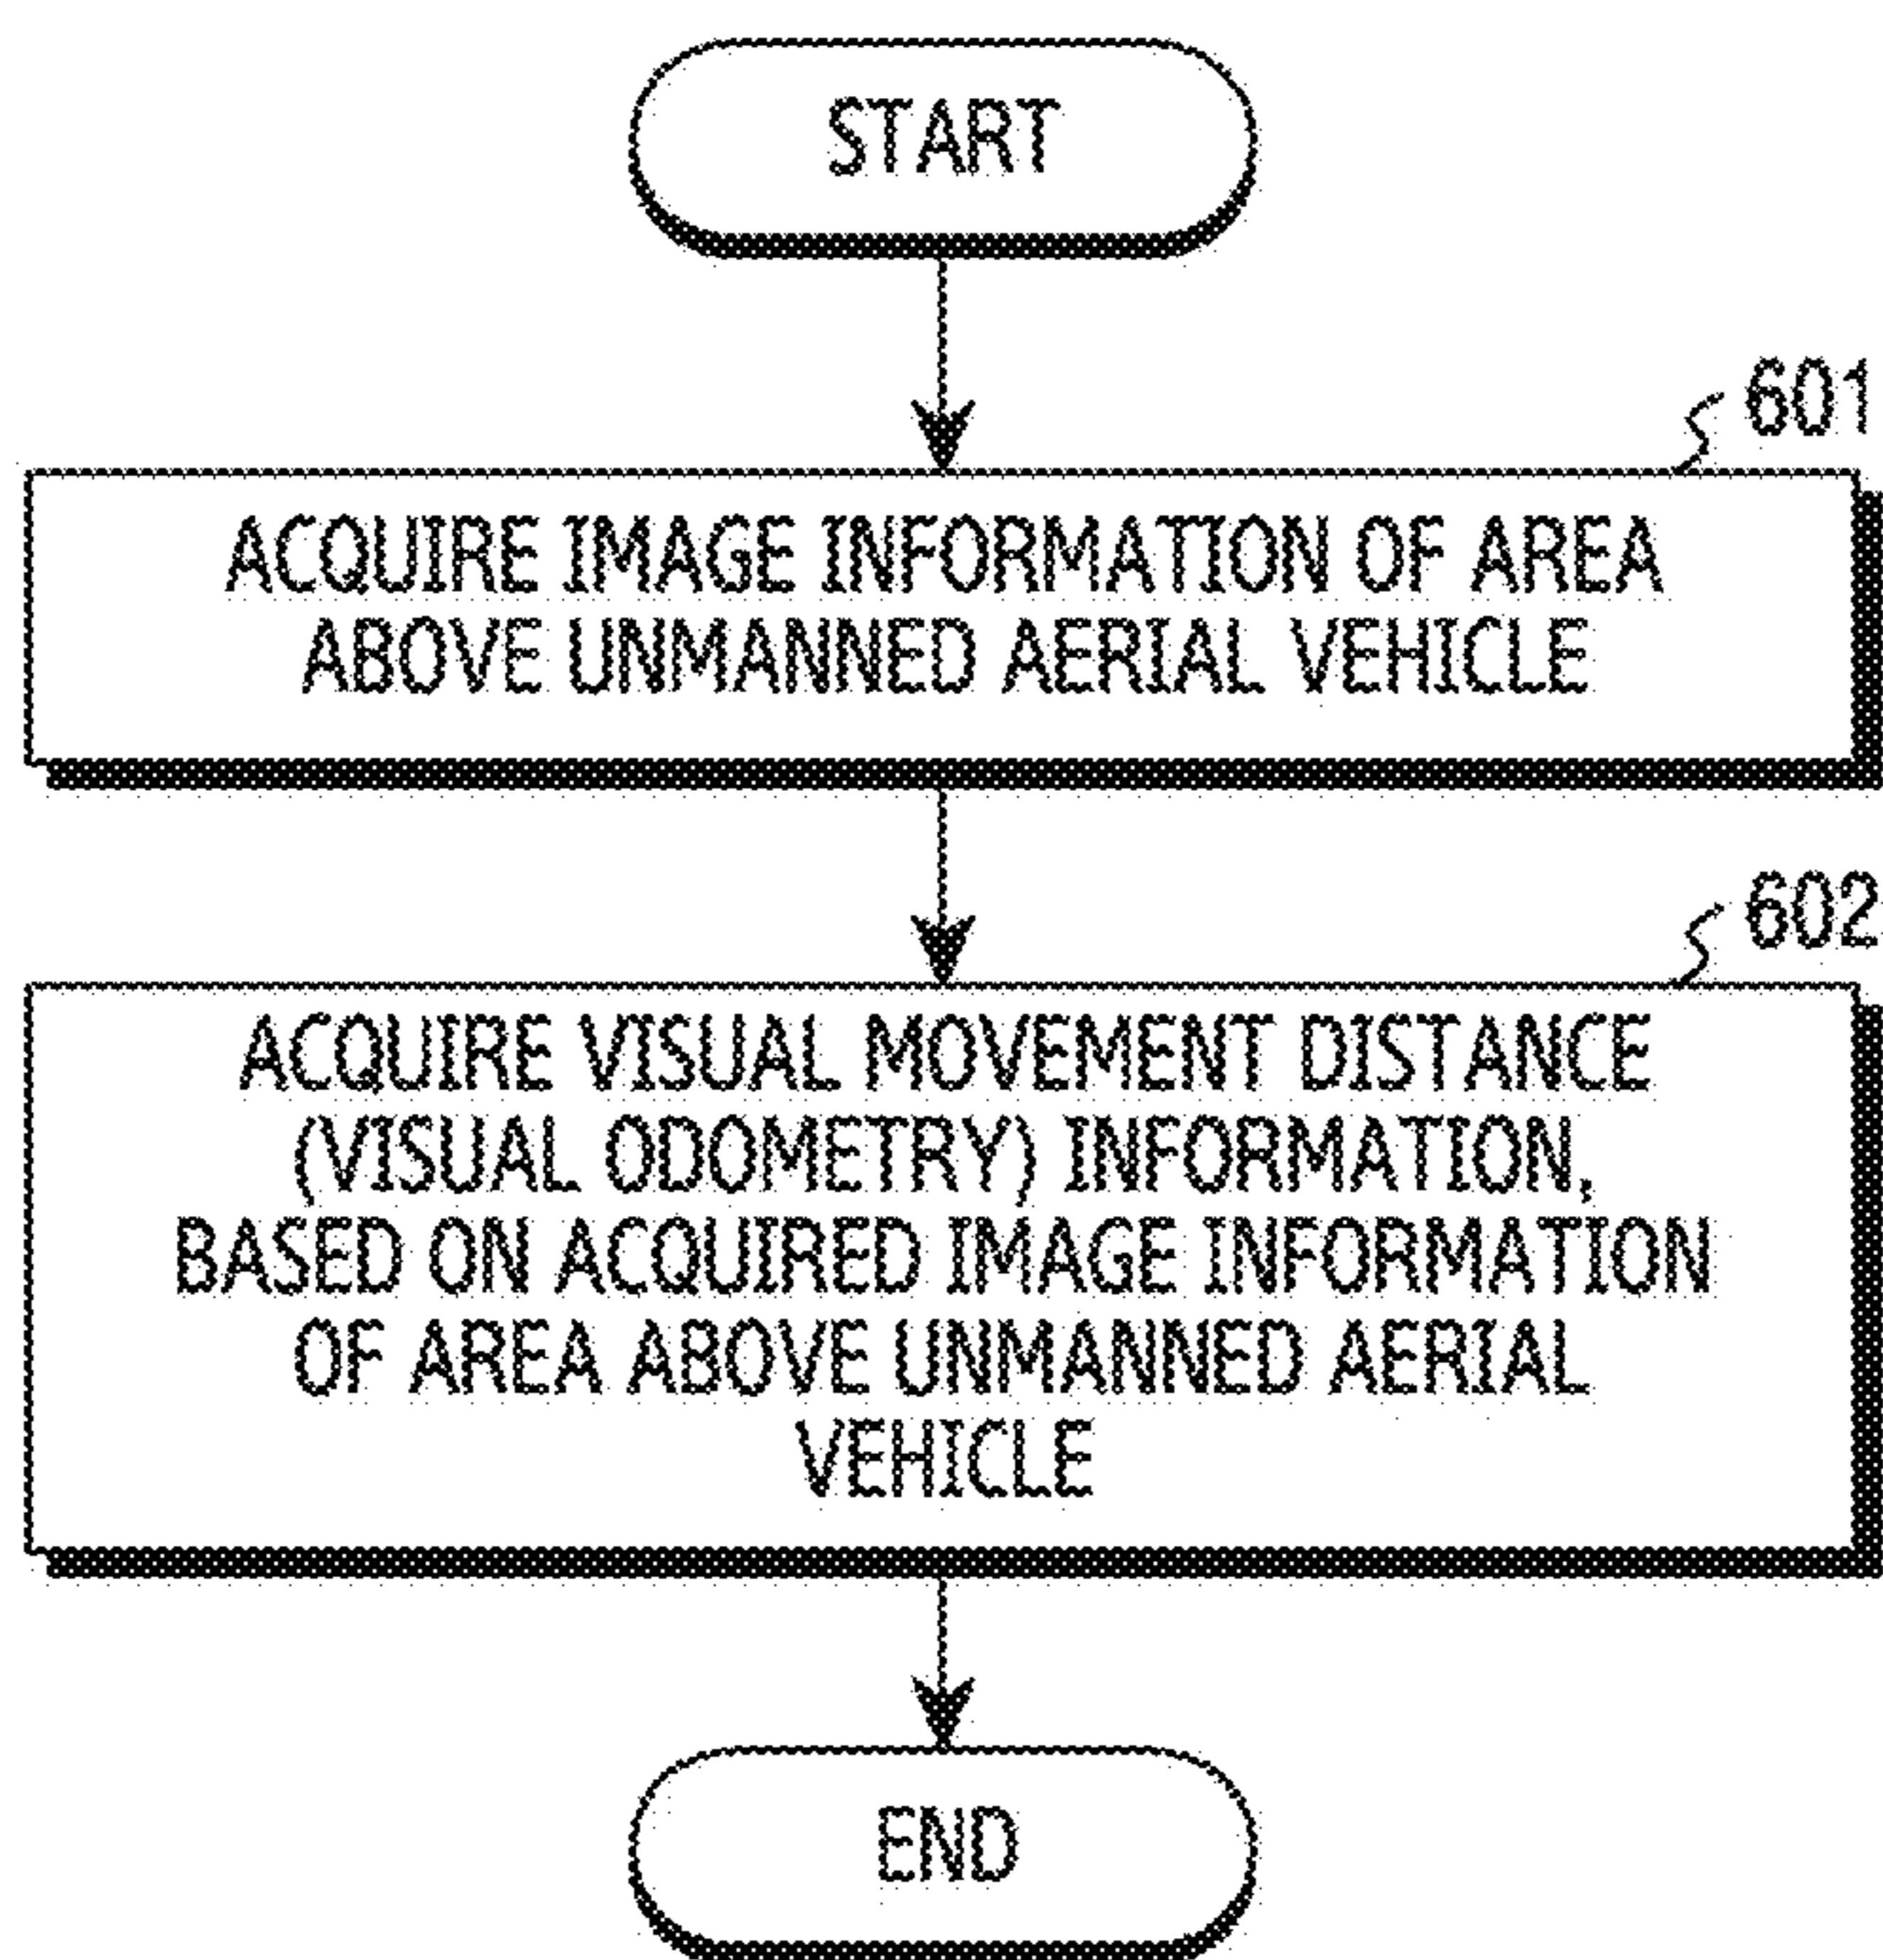 START
601
ACQUIRE IMAGE INFORMATION OF AREA
ABOVE UNMANNED AERIAL VEHICLE
602
ACQUIRE VISUAL MOVEMENT DISTANCE
(VISUAL ODOMETRY) INFORMATION,
BASED ON ACQUIRED IMAGE INFORMATION
OF AREA ABOVE UNMANNED AERIAL
VEHICLE
END